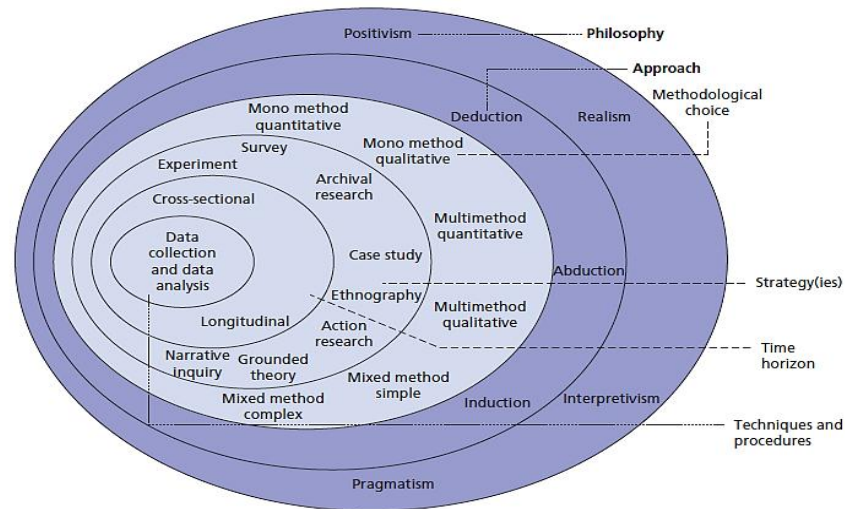 Positivism
Philosophy
Approach
Methodological
choice
Deduction
Realism
Mono method
quantitative
Mono method
qualitative
Survey
Experiment
Archival
research
Cross-sectional
Multimethod
quantitative
Data
collection
and data
analysis
Case study
Abduction
Strategy(ies)
Ethnography
Multimethod
qualitative
Longitudinal
Action
research
Time
horizon
Narrative
inquiry
Grounded
theory
Mixed method
simple
Mixed method
complex
Induction
Interpretivism
Techniques and
procedures
Pragmatism